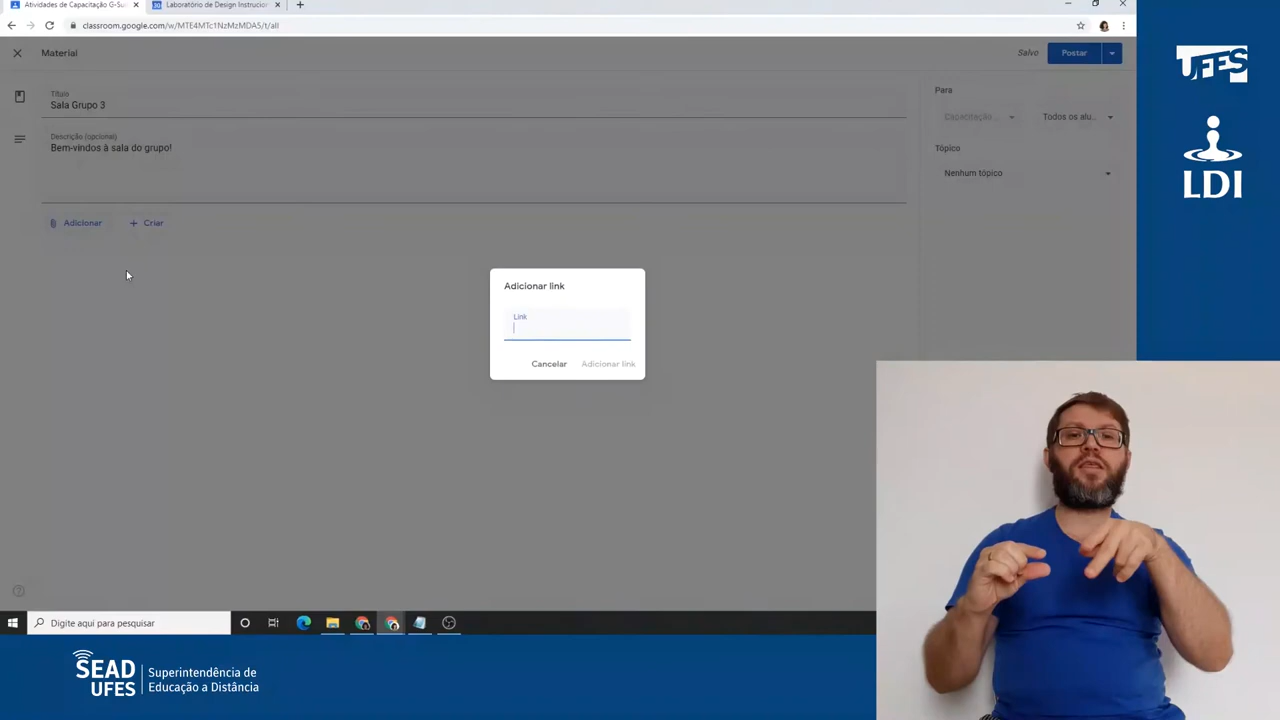 Atividades de Capacitação G-Su
Laboratório de Design Instrucion
classroom.google.com/w/MTE4MTc1NzMzMDA5/t/all
Material
Salvo
Postar
Título
Sala Grupo 3
Descrição (opcional)
Bem-vindos à sala do grupo!
Adicionar
Criar
Para
Capacitação...
Todos os alu..
Tópico
Nenhum tópico
Adicionar link
Link
Cancelar
Adicionar link
Digite aqui para pesquisar
UFES
LDI
SEAD
UFES
Superintendência de
Educação a Distância